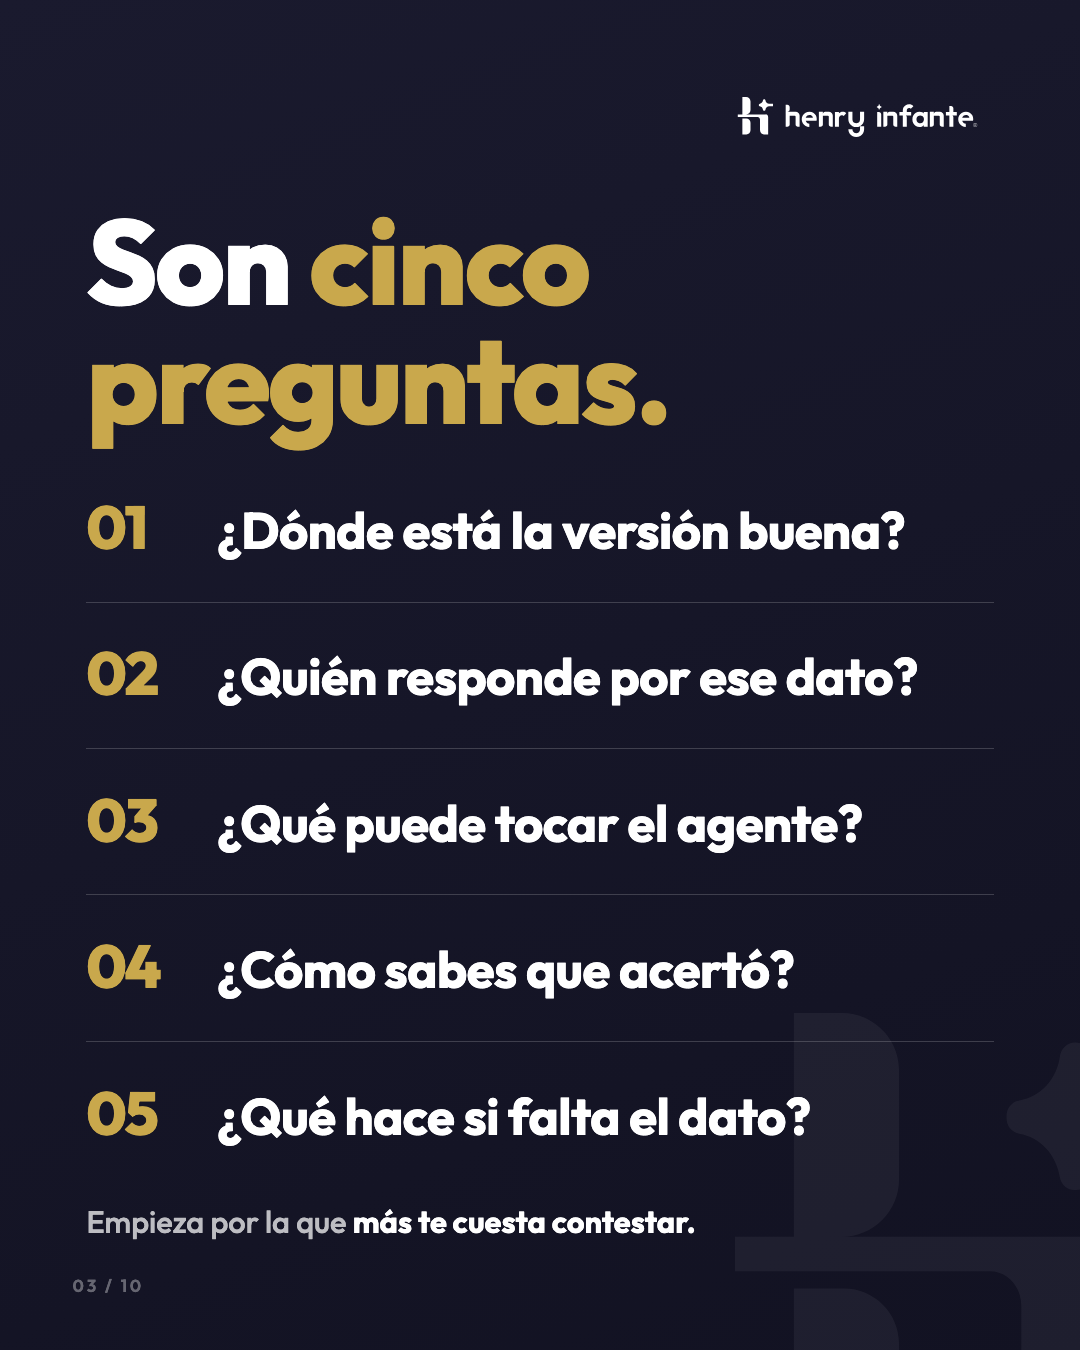 henry infante
Son cinco
preguntas.
01 ¿Dónde está la versión buena?
02 ¿Quién responde por ese dato?
03 ¿Qué puede tocar el agente?
04 ¿Cómo sabes que acertó?
05 ¿Qué hace si falta el dato?
Empieza por la que más te cuesta contestar.
03 / 10